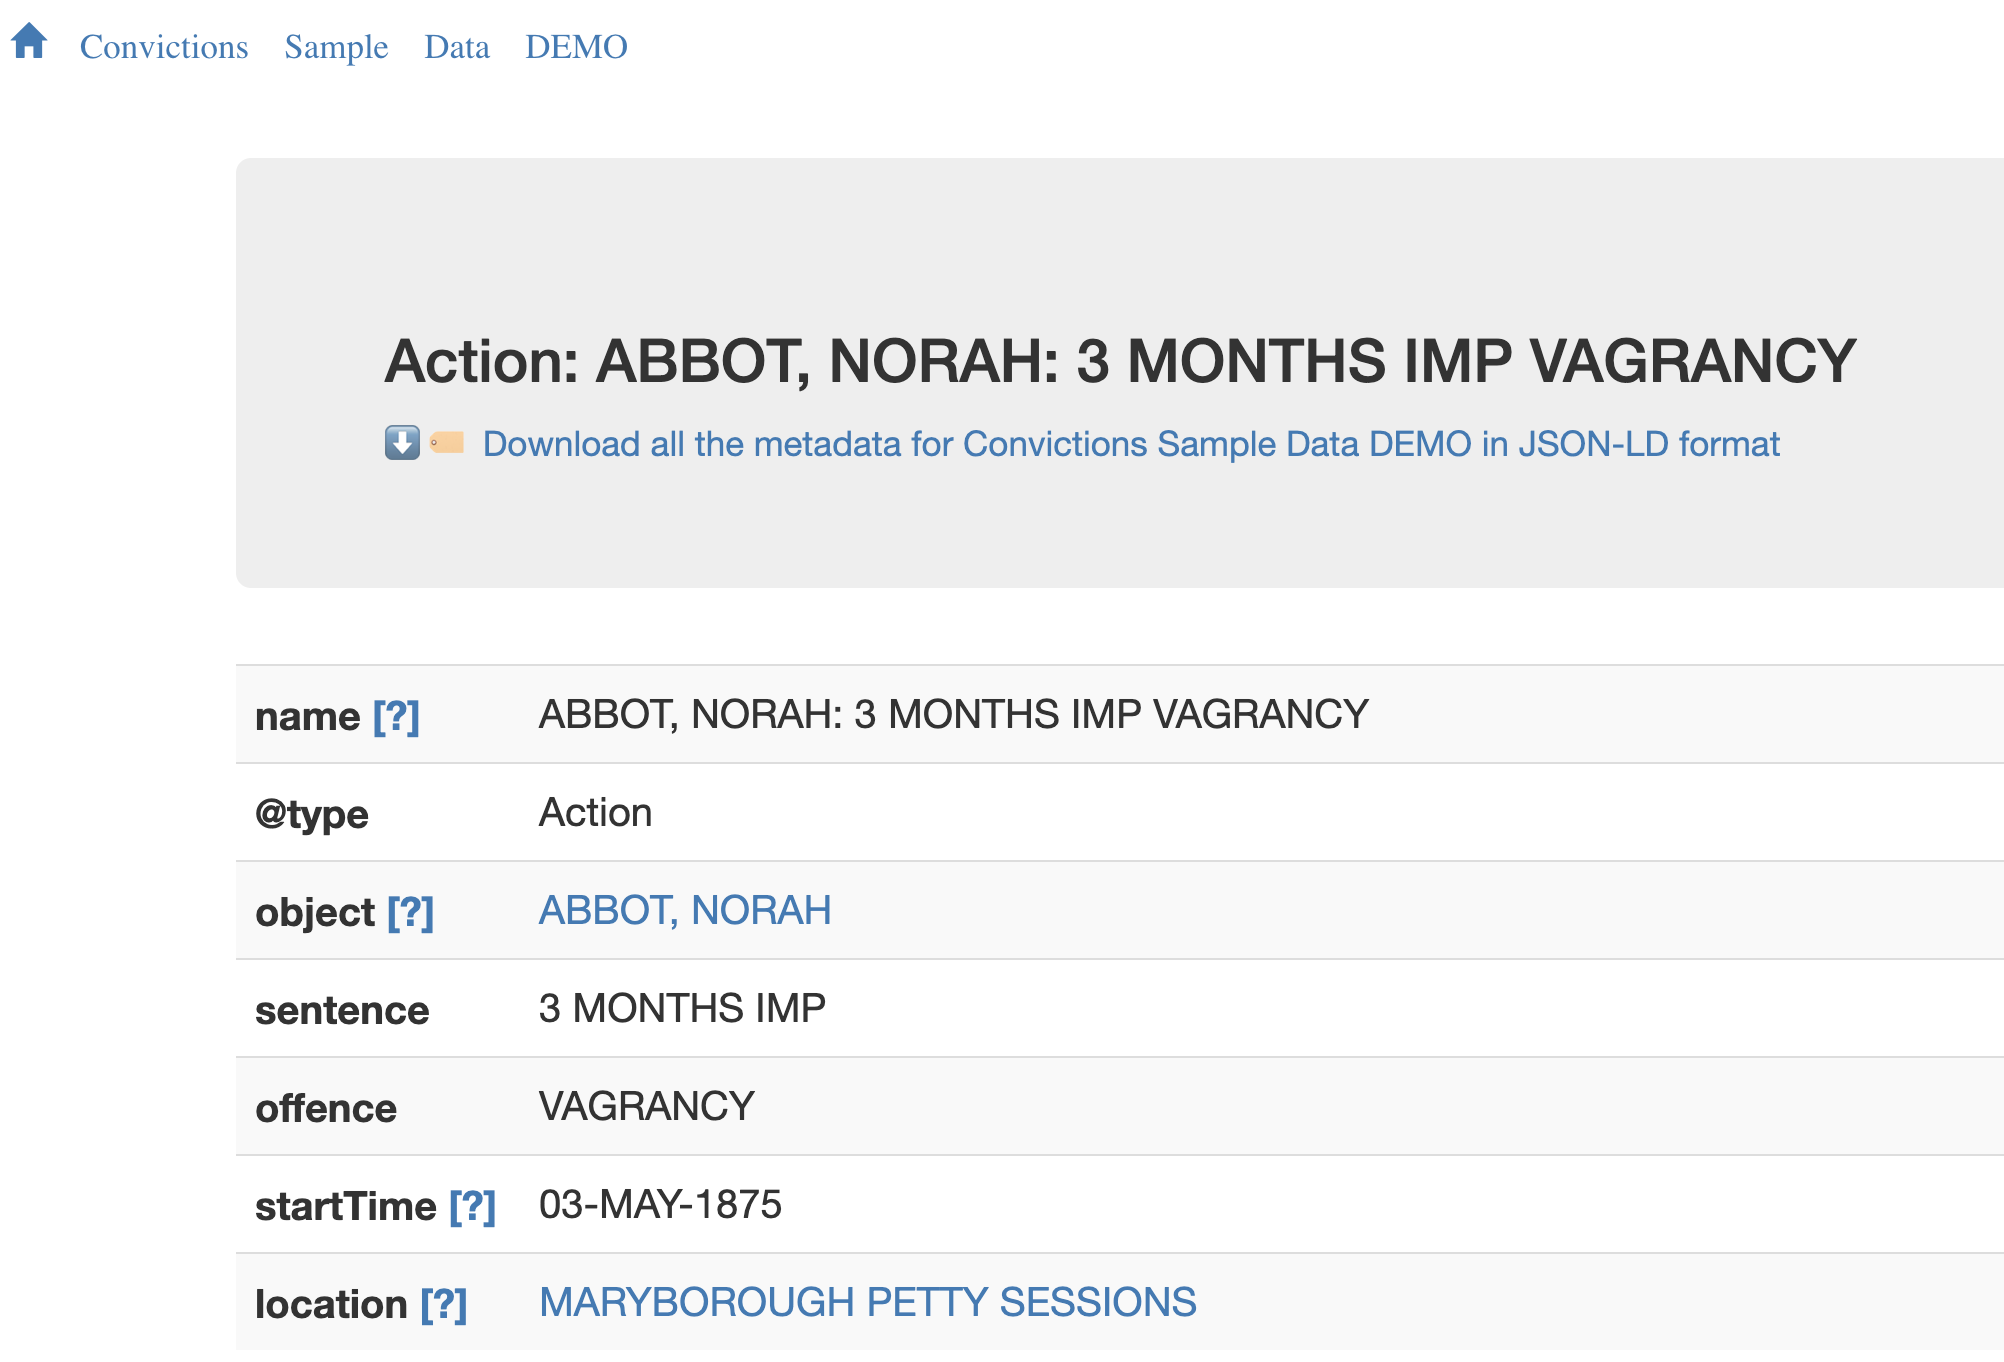 Convictions Sample Data DEMO
Action: ABBOT, NORAH: 3 MONTHS IMP VAGRANCY
Download all the metadata for Convictions Sample Data DEMO in JSON-LD format
name [?] ABBOT, NORAH: 3 MONTHS IMP VAGRANCY
@type Action
object [?] ABBOT, NORAH
sentence 3 MONTHS IMP
offence VAGRANCY
startTime [?] 03-MAY-1875
location [?] MARYBOROUGH PETTY SESSIONS